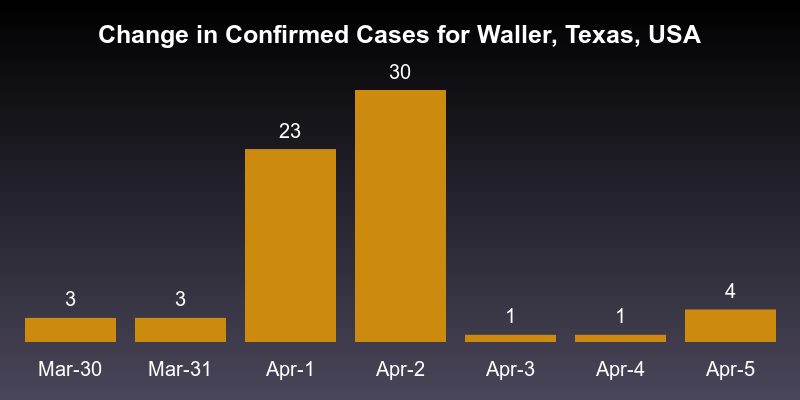 Change in Confirmed Cases for Waller, Texas, USA
30
23
3 3 1 1 4
Mar-30 Mar-31 Apr-1 Apr-2 Apr-3 Apr-4 Apr-5